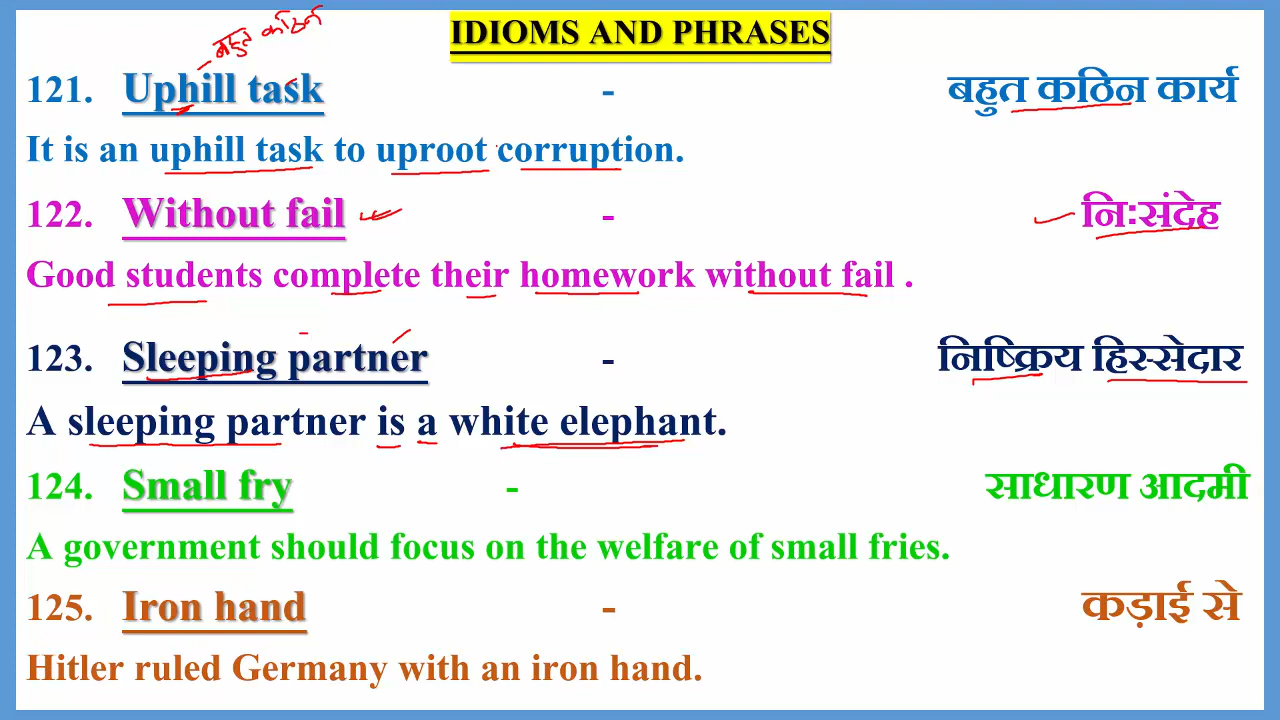 IDIOMS AND PHRASES
बहुत कठिन
121. Uphill task - बहुत कठिन कार्य
It is an uphill task to uproot corruption.
122. Without fail - निःसंदेह
Good students complete their homework without fail .
123. Sleeping partner - निष्क्रिय हिस्सेदार
A sleeping partner is a white elephant.
124. Small fry - साधारण आदमी
A government should focus on the welfare of small fries.
125. Iron hand - कड़ाई से
Hitler ruled Germany with an iron hand.